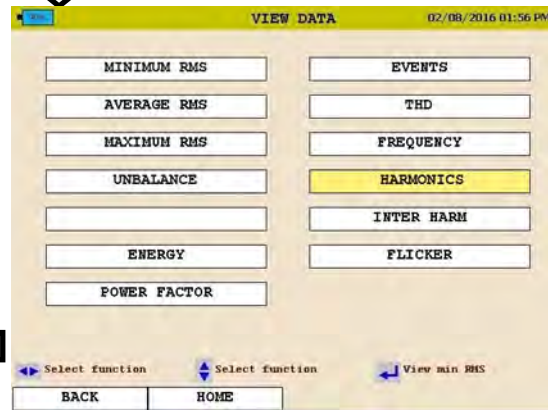 VIEW DATA 02/08/2016 01:56 PM
MINIMUM RMS EVENTS
AVERAGE RMS THD
MAXIMUM RMS FREQUENCY
UNBALANCE HARMONICS
INTER HARM
ENERGY FLICKER
POWER FACTOR
Select function Select function View min RMS
BACK HOME